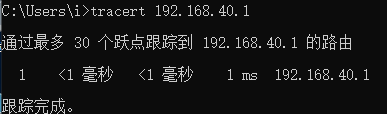 C:\Users\i>tracert 192.168.40.1
通过最多 30 个跃点跟踪到 192.168.40.1 的路由
1 <1 毫秒 <1 毫秒 1 ms 192.168.40.1
跟踪完成。